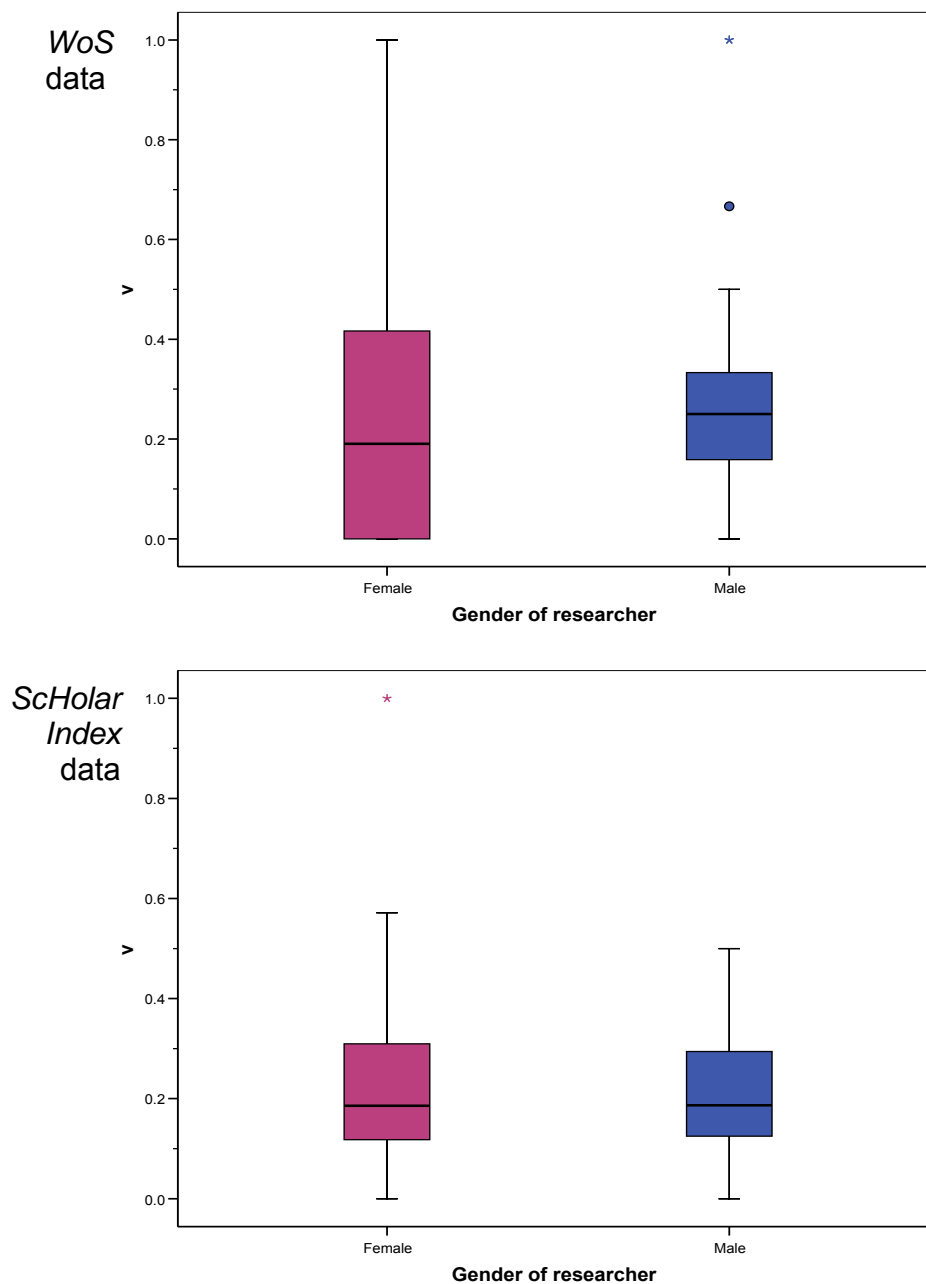 WoS
data
1.0
0.8
0.6
0.4
0.2
0.0
v
Female
Male
Gender of researcher
ScHolar
Index
data
1.0
0.8
0.6
0.4
0.2
0.0
v
Female
Male
Gender of researcher